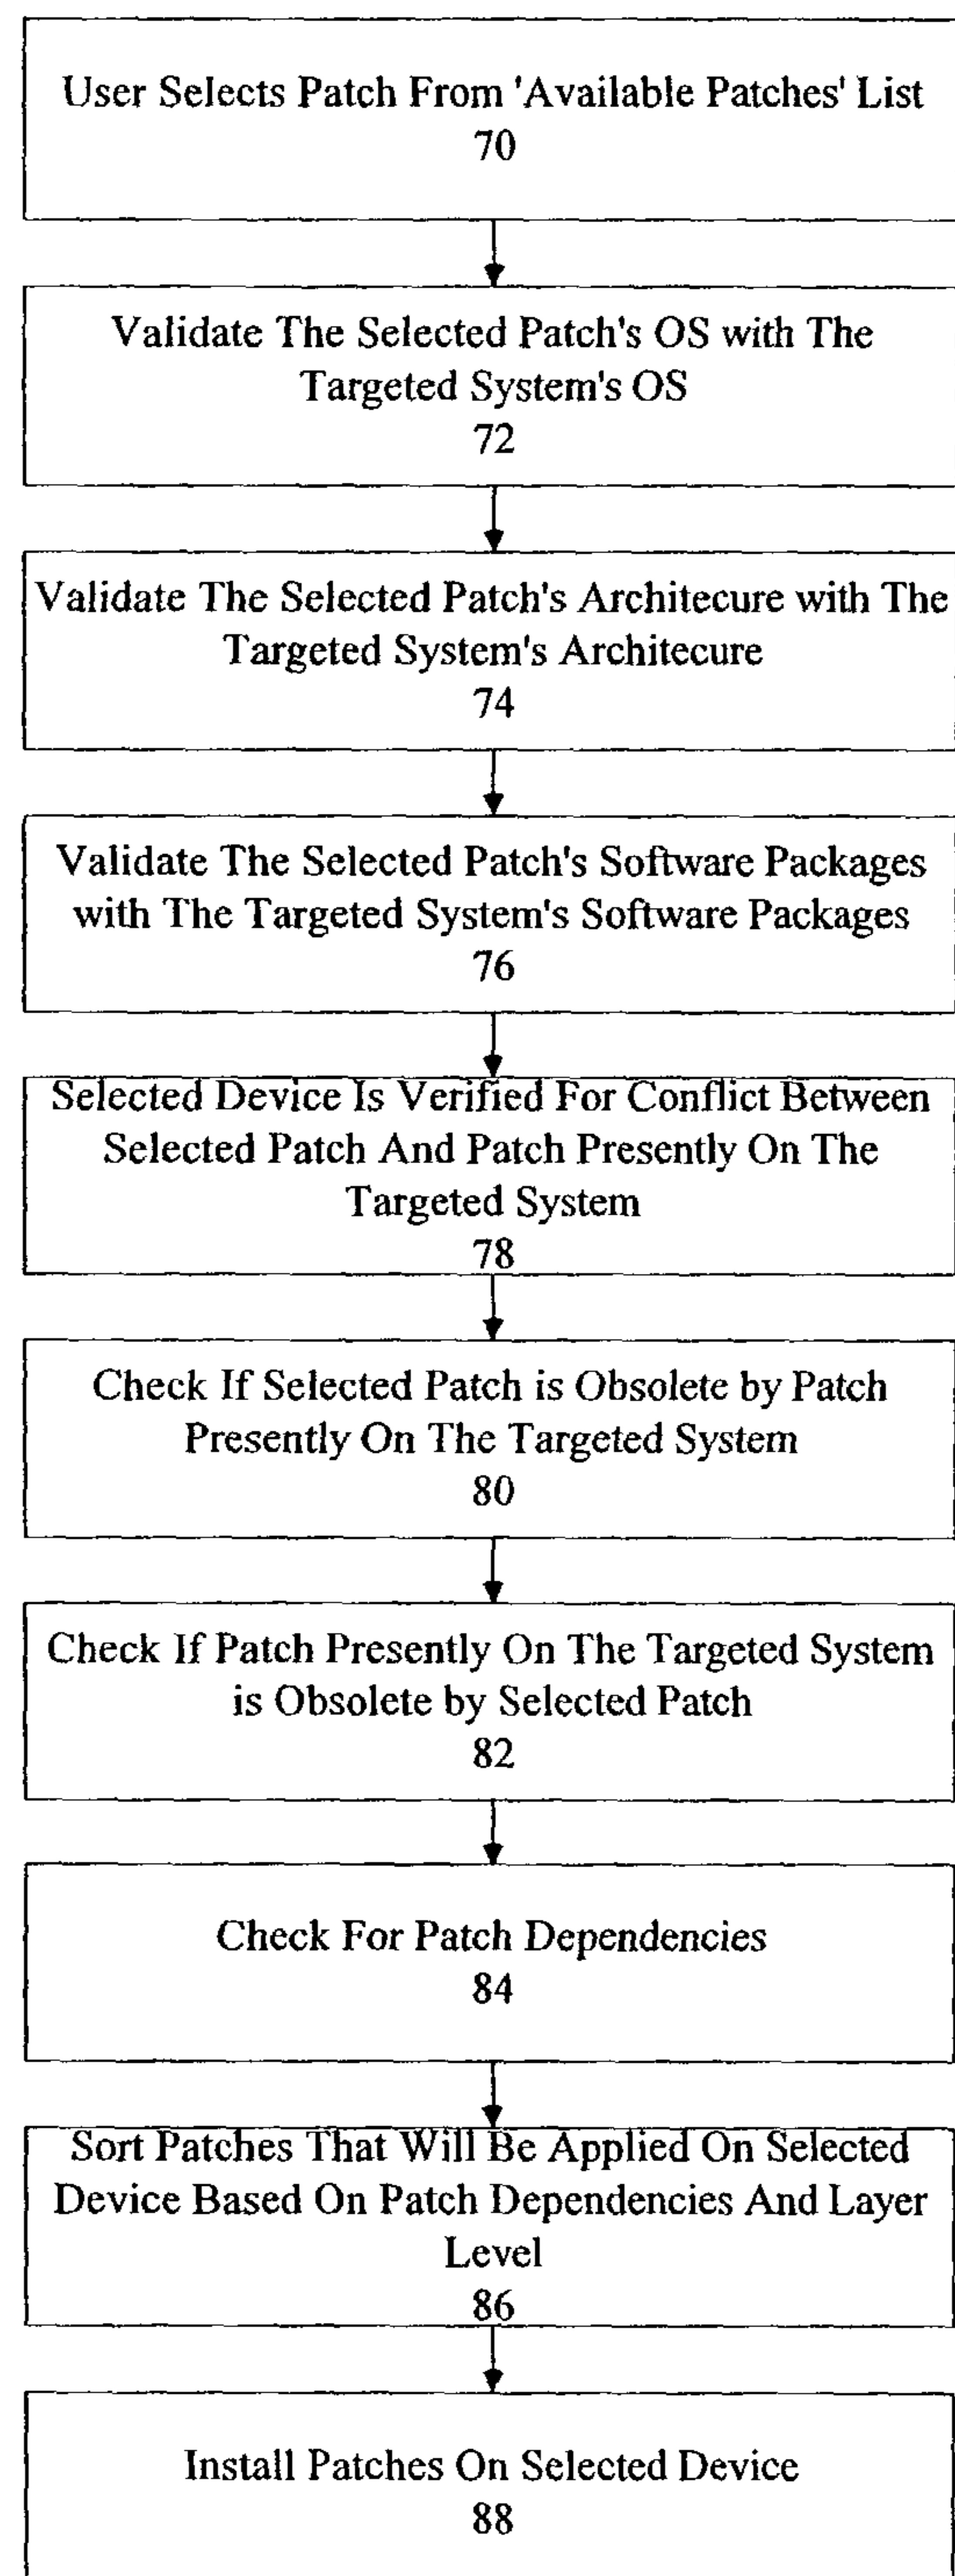 User Selects Patch From 'Available Patches' List
70
Validate The Selected Patch's OS with The
Targeted System's OS
72
Validate The Selected Patch's Architecure with The
Targeted System's Architecure
74
Validate The Selected Patch's Software Packages
with The Targeted System's Software Packages
76
Selected Device Is Verified For Conflict Between
Selected Patch And Patch Presently On The
Targeted System
78
Check If Selected Patch is Obsolete by Patch
Presently On The Targeted System
80
Check If Patch Presently On The Targeted System
is Obsolete by Selected Patch
82
Check For Patch Dependencies
84
Sort Patches That Will Be Applied On Selected
Device Based On Patch Dependencies And Layer
Level
86
Install Patches On Selected Device
88